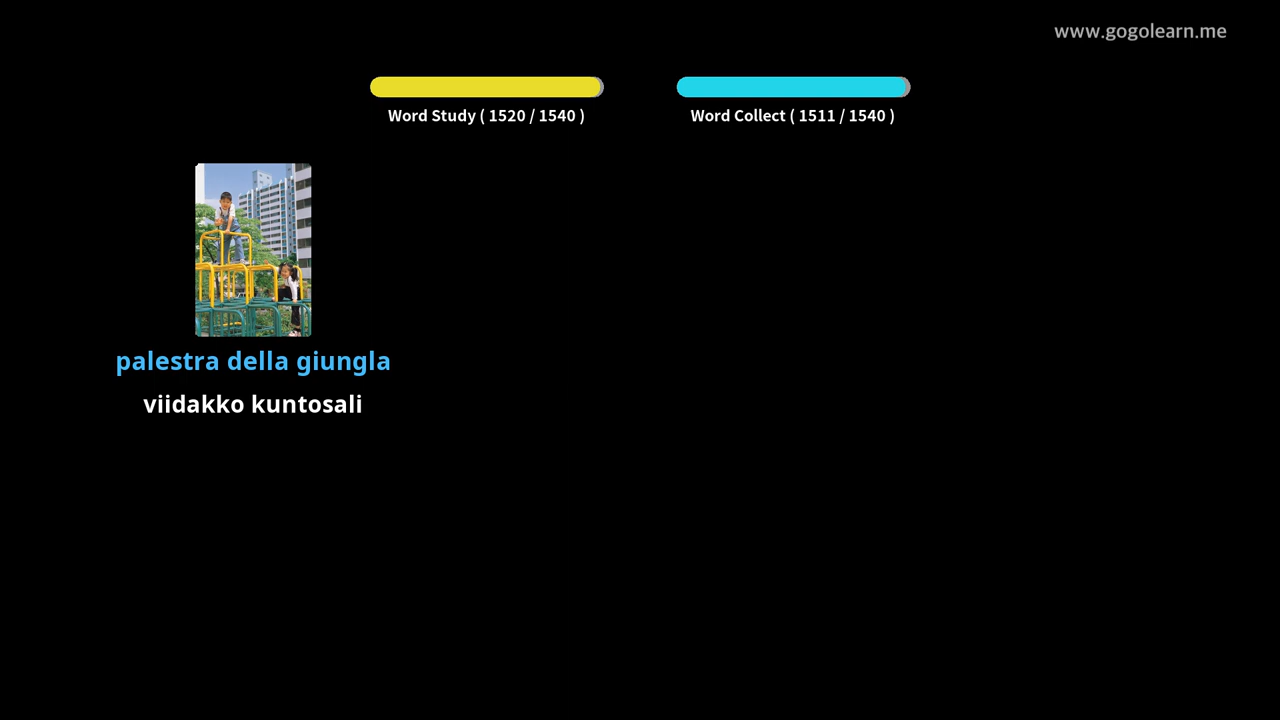 www.gogolearn.me
Word Study ( 1520 / 1540 )
Word Collect ( 1511 / 1540 )
palestra della giungla
viidakko kuntosali